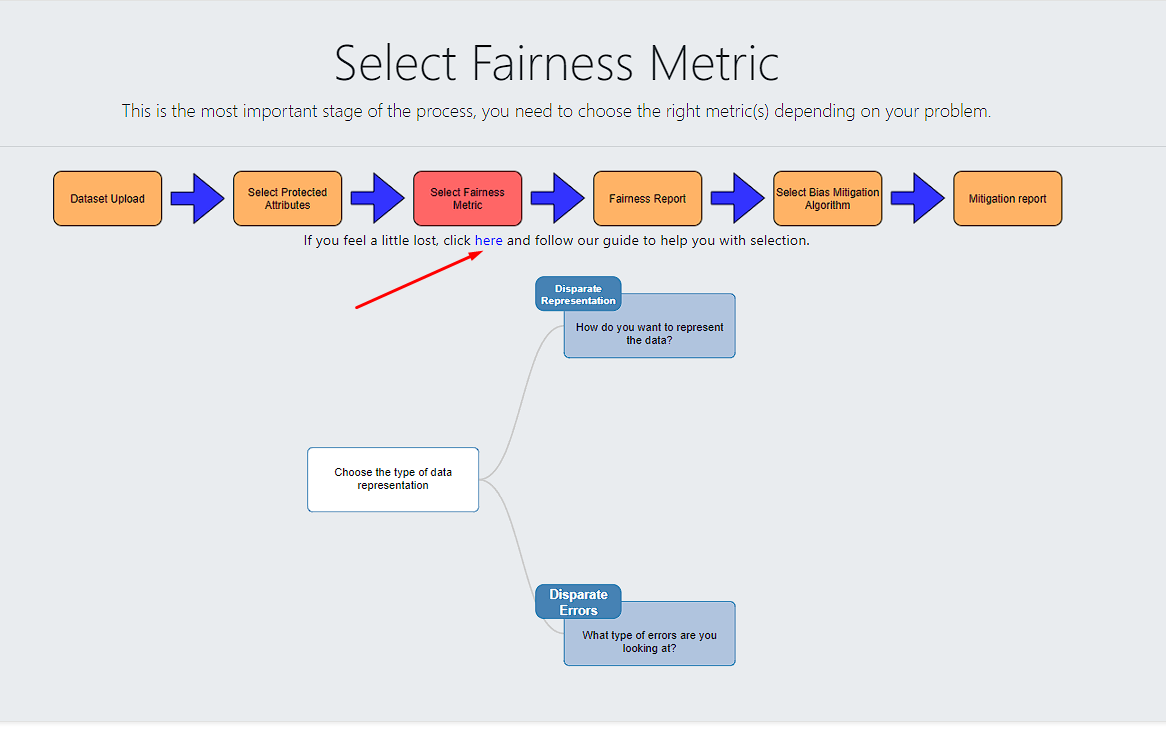 Select Fairness Metric
This is the most important stage of the process, you need to choose the right metric(s) depending on your problem.
Dataset Upload
Select Protected
Attributes
Select Fairness
Metric
Fairness Report
Select Bias Mitigation
Algorithm
Mitigation report
If you feel a little lost, click here and follow our guide to help you with selection.
Disparate
Representation
How do you want to represent
the data?
Choose the type of data
representation
Disparate
Errors
What type of errors are you
looking at?